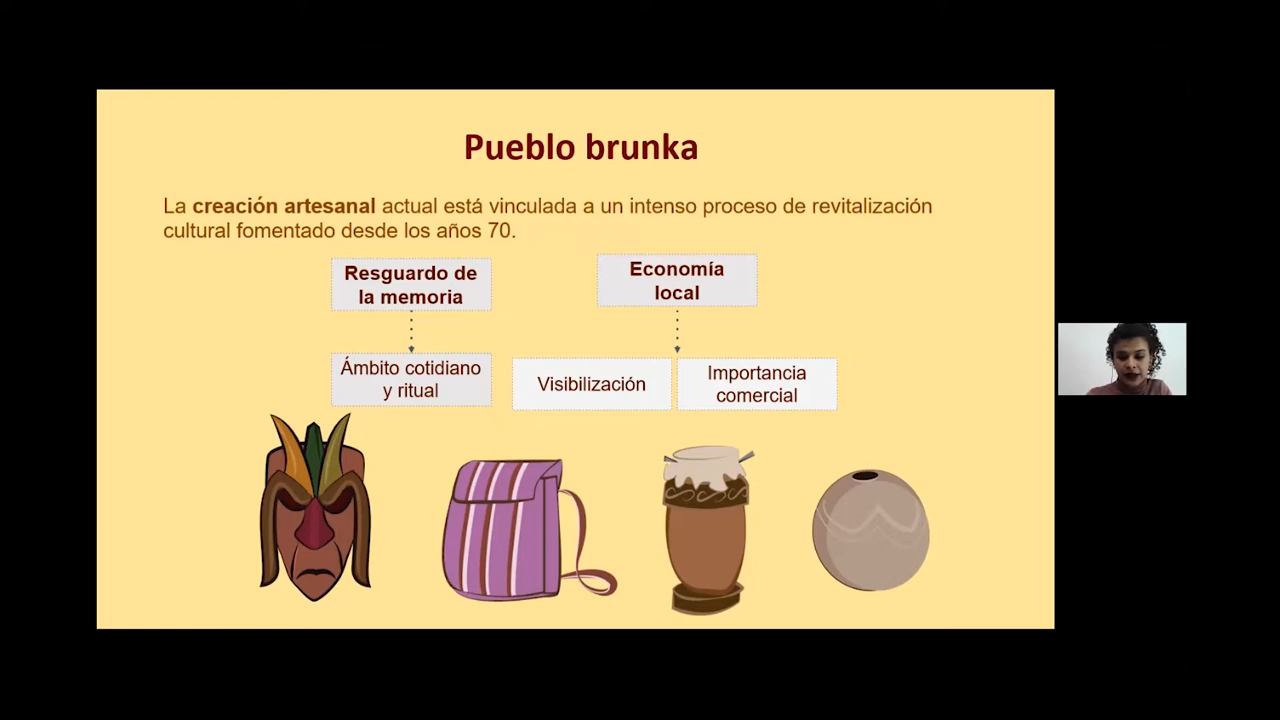 Pueblo brunka
La creación artesanal actual está vinculada a un intenso proceso de revitalización
cultural fomentado desde los años 70.
Resguardo de
la memoria
Economía
local
Ámbito cotidiano
y ritual
Visibilización
Importancia
comercial